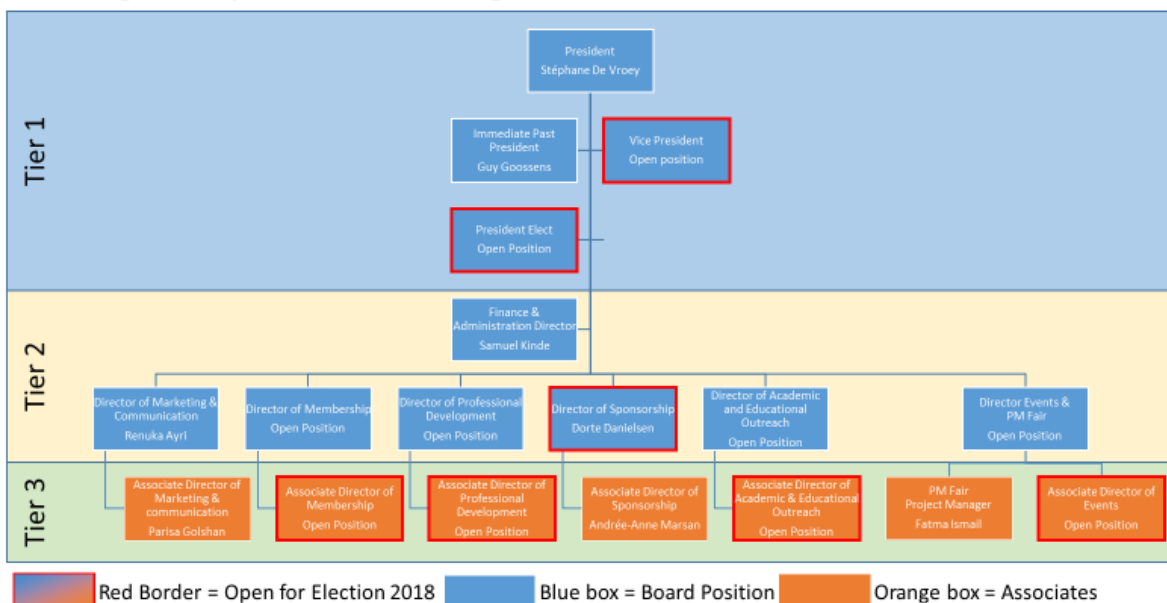 President
Stéphane De Vroey
Tier 1
Immediate Past
President
Guy Goossens
Vice President
Open position
President Elect
Open Position
Tier 2
Finance &
Administration Director
Samuel Kinde
Director of Marketing &
Communication
Renuka Ayri
Director of Membership
Open Position
Director of Professional
Development
Open Position
Director of Sponsorship
Dorte Danielsen
Director of Academic
and Educational
Outreach
Open Position
Director Events &
PM Fair
Open Position
Tier 3
Associate Director of
Marketing &
communication
Parisa Golshan
Associate Director of
Membership
Open Position
Associate Director of
Professional
Development
Open Position
Associate Director of
Sponsorship
Andrée-Anne Marsan
Associate Director of
Academic & Educational
Outreach
Open Position
PM Fair
Project Manager
Fatma Ismail
Associate Director of
Events
Open Position
Red Border = Open for Election 2018
Blue box = Board Position
Orange box = Associates